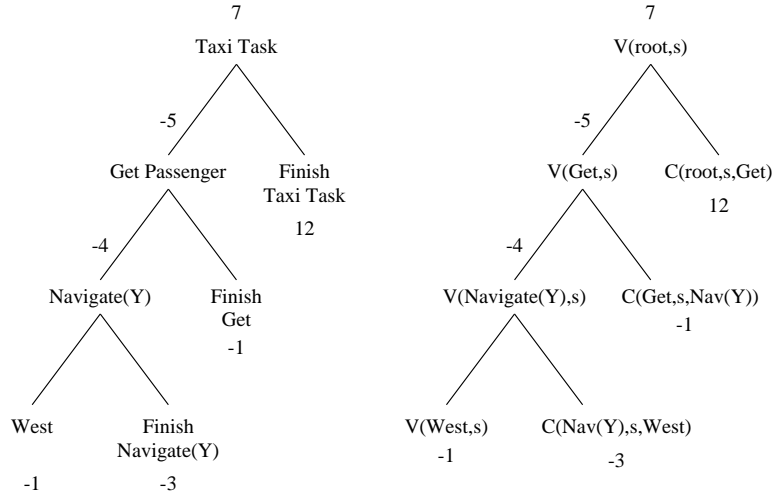 7 7
Taxi Task V(root,s)
-5 -5
Get Passenger Finish V(Get,s) C(root,s,Get)
Taxi Task
12 12
-4 -4
Navigate(Y) Finish V(Navigate(Y),s) C(Get,s,Nav(Y))
Get
-1 -1
West Finish V(West,s) C(Nav(Y),s,West)
Navigate(Y)
-1 -3 -1 -3